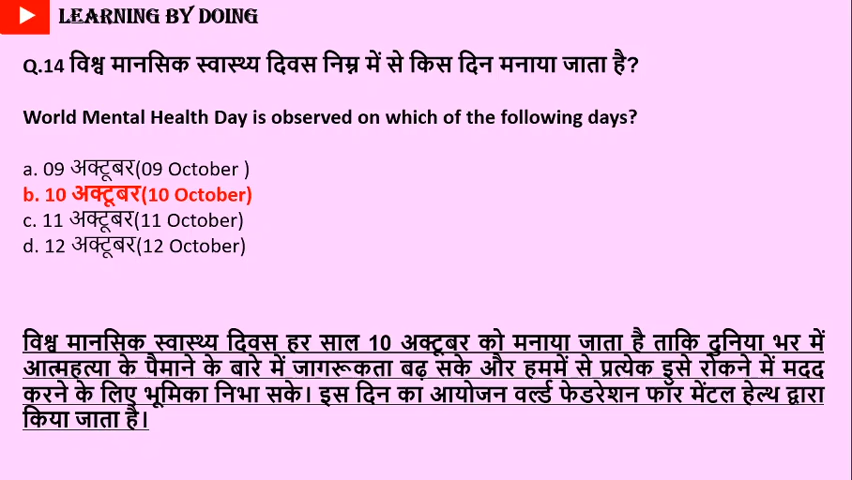 LEARNING BY DOING
Q.14 विश्व मानसिक स्वास्थ्य दिवस निम्न में से किस दिन मनाया जाता है?
World Mental Health Day is observed on which of the following days?
a. 09 अक्टूबर(09 October )
b. 10 अक्टूबर(10 October)
c. 11 अक्टूबर(11 October)
d. 12 अक्टूबर(12 October)
विश्व मानसिक स्वास्थ्य दिवस हर साल 10 अक्टूबर को मनाया जाता है ताकि दुनिया भर में
आत्महत्या के पैमाने के बारे में जागरूकता बढ़ सके और हममें से प्रत्येक इसे रोकने में मदद
करने के लिए भूमिका निभा सके। इस दिन का आयोजन वर्ल्ड फेडरेशन फॉर मेंटल हेल्थ द्वारा
किया जाता है।